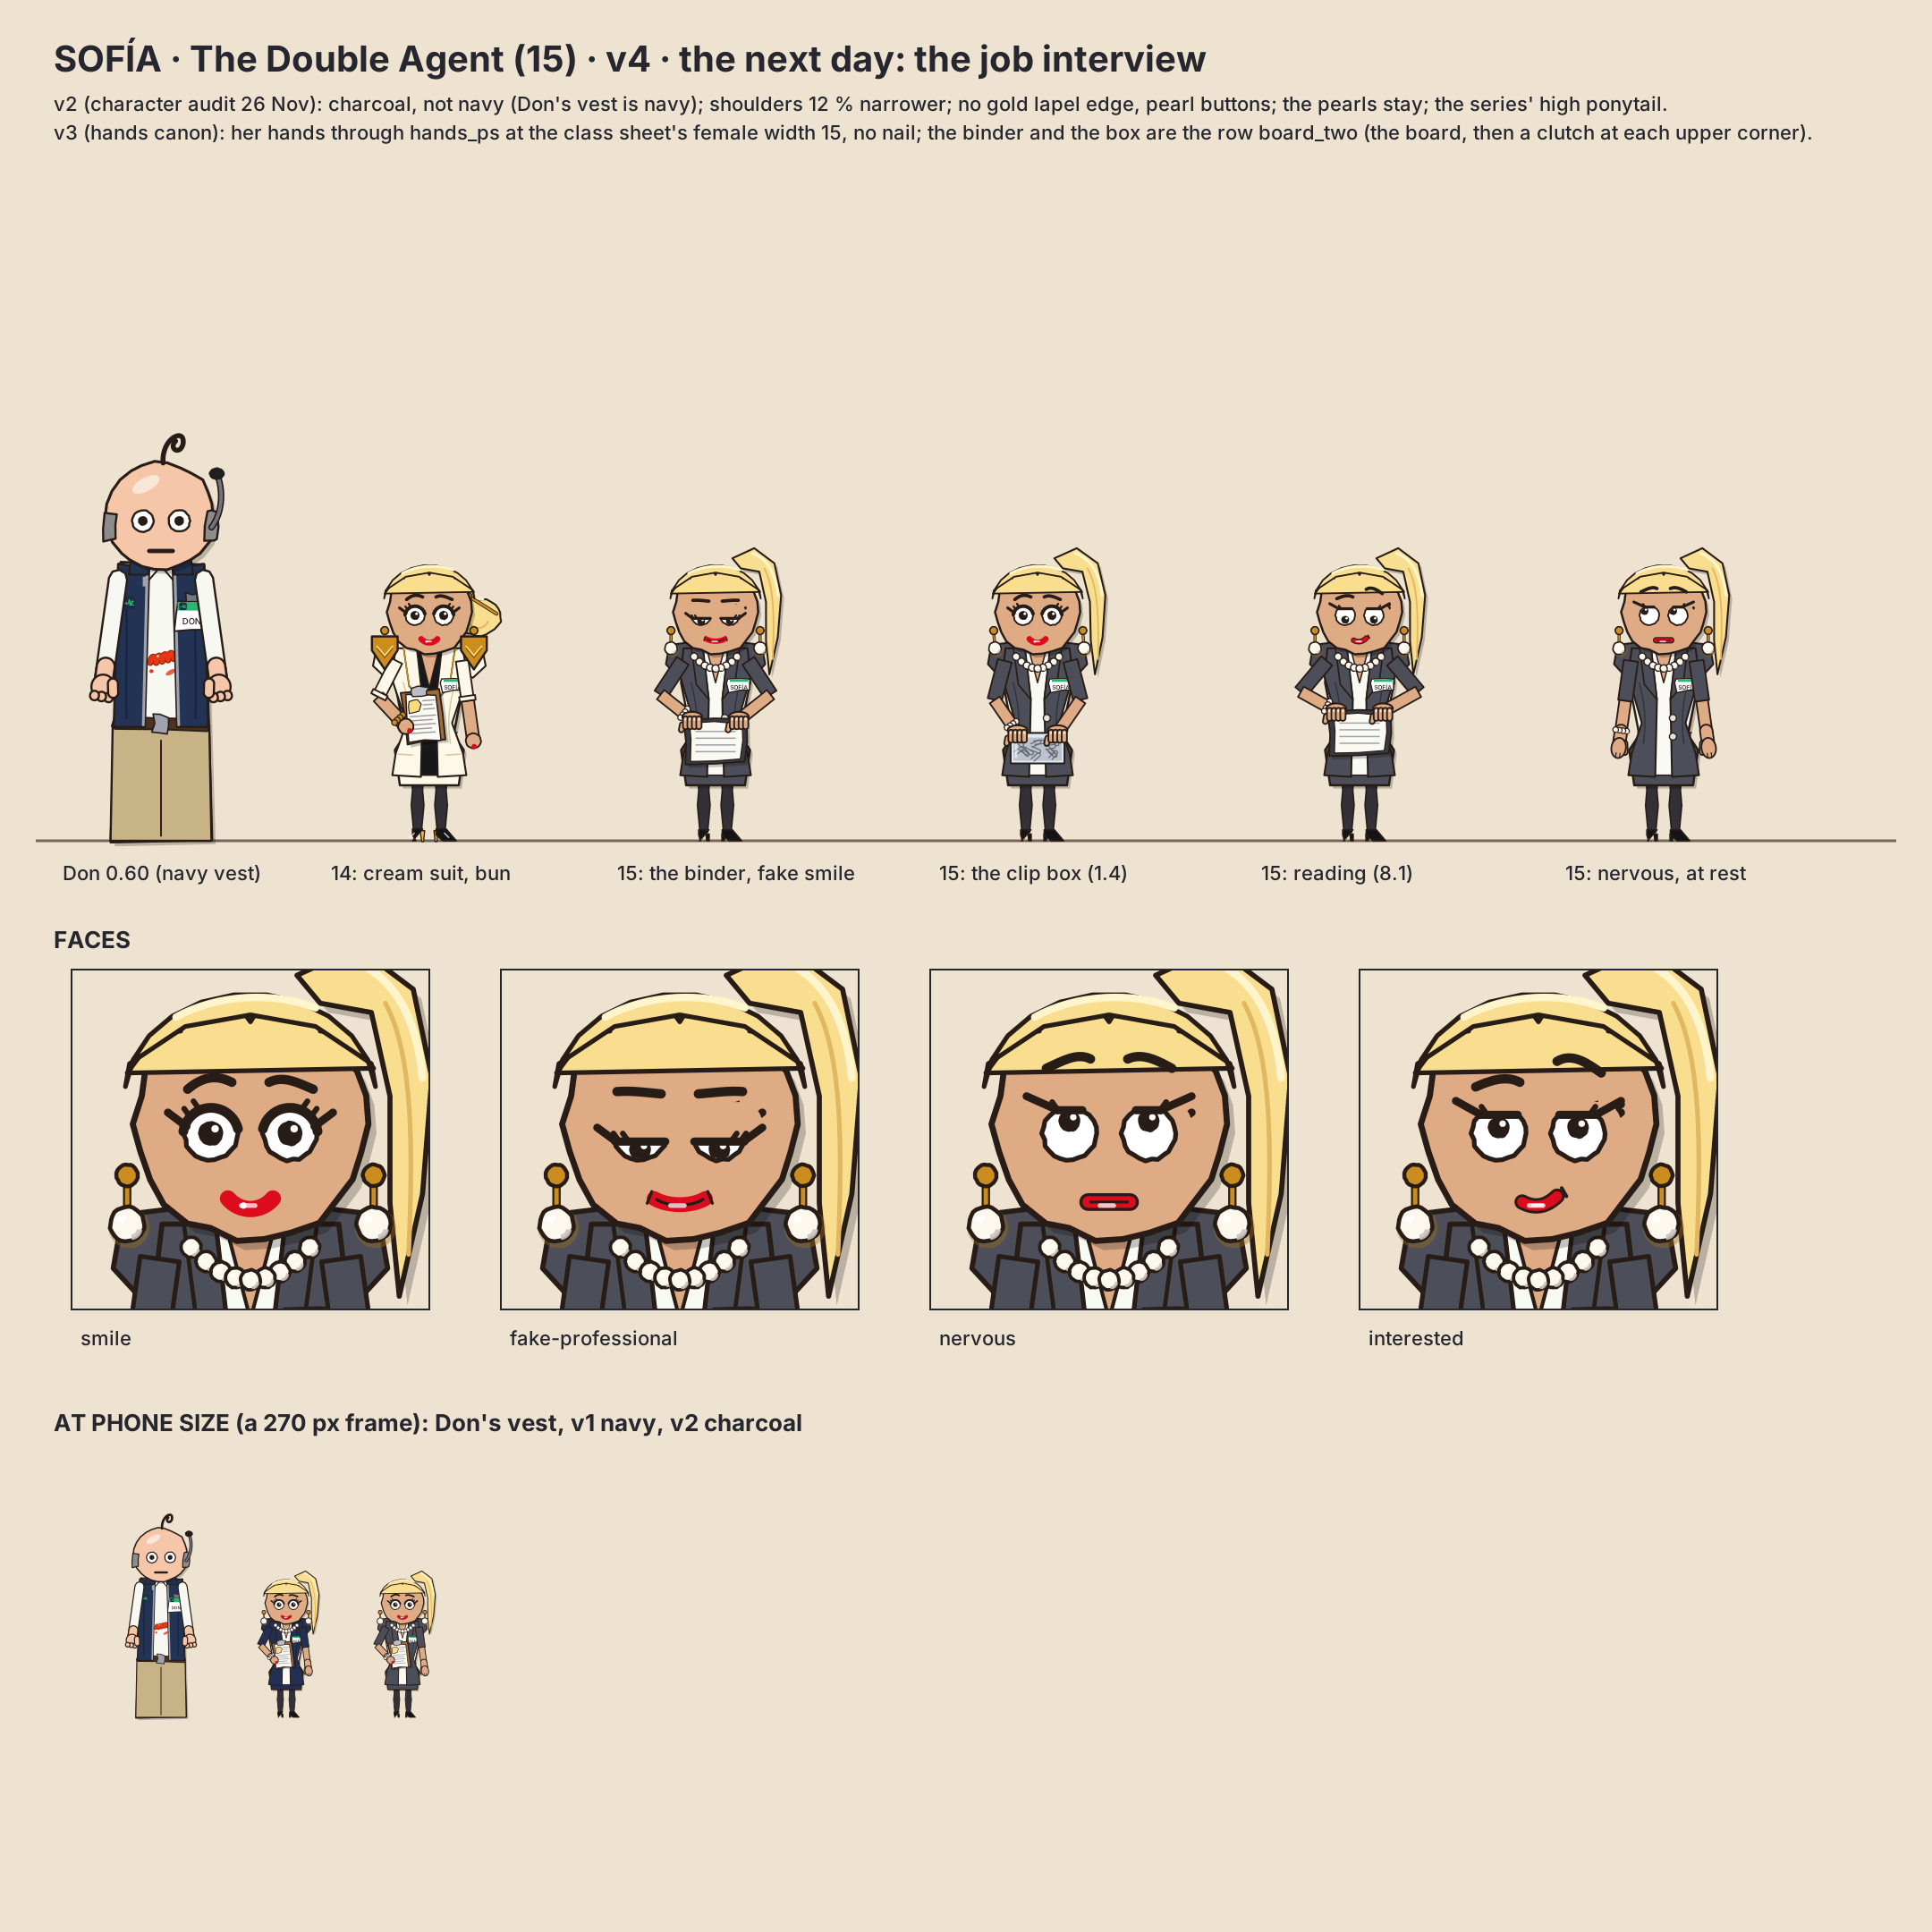 SOFÍA · The Double Agent (15) · v4 · the next day: the job interview
v2 (character audit 26 Nov): charcoal, not navy (Don's vest is navy); shoulders 12 % narrower; no gold lapel edge, pearl buttons; the pearls stay; the series' high ponytail.
v3 (hands canon): her hands through hands_ps at the class sheet's female width 15, no nail; the binder and the box are the row board_two (the board, then a clutch at each upper corner).
DON
SOFÍA
SOFÍA
Don 0.60 (navy vest)
14: cream suit, bun
15: the binder, fake smile
15: the clip box (1.4)
15: reading (8.1)
15: nervous, at rest
FACES
smile
fake-professional
nervous
interested
AT PHONE SIZE (a 270 px frame): Don's vest, v1 navy, v2 charcoal